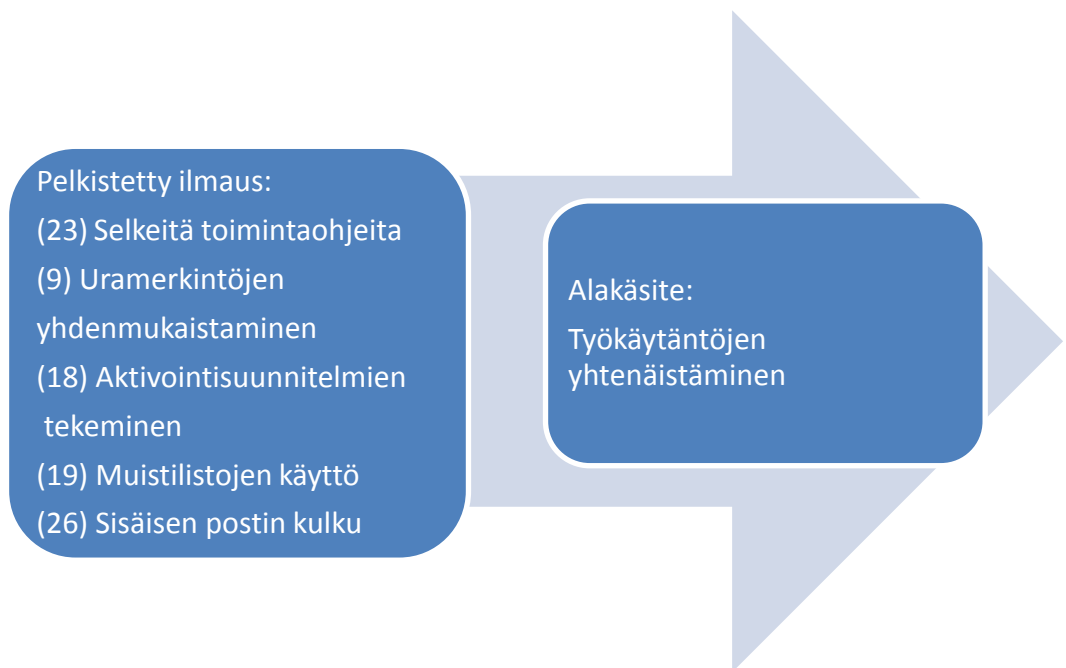 Pelkistetty ilmaus:
(23) Selkeitä toimintaohjeita
(9) Uramerkintöjen
yhdenmukaistaminen
(18) Aktivointisuunnitelmien
tekeminen
(19) Muistilistojen käyttö
(26) Sisäisen postin kulku
Alakäsite:
Työkäytäntöjen
yhtenäistäminen